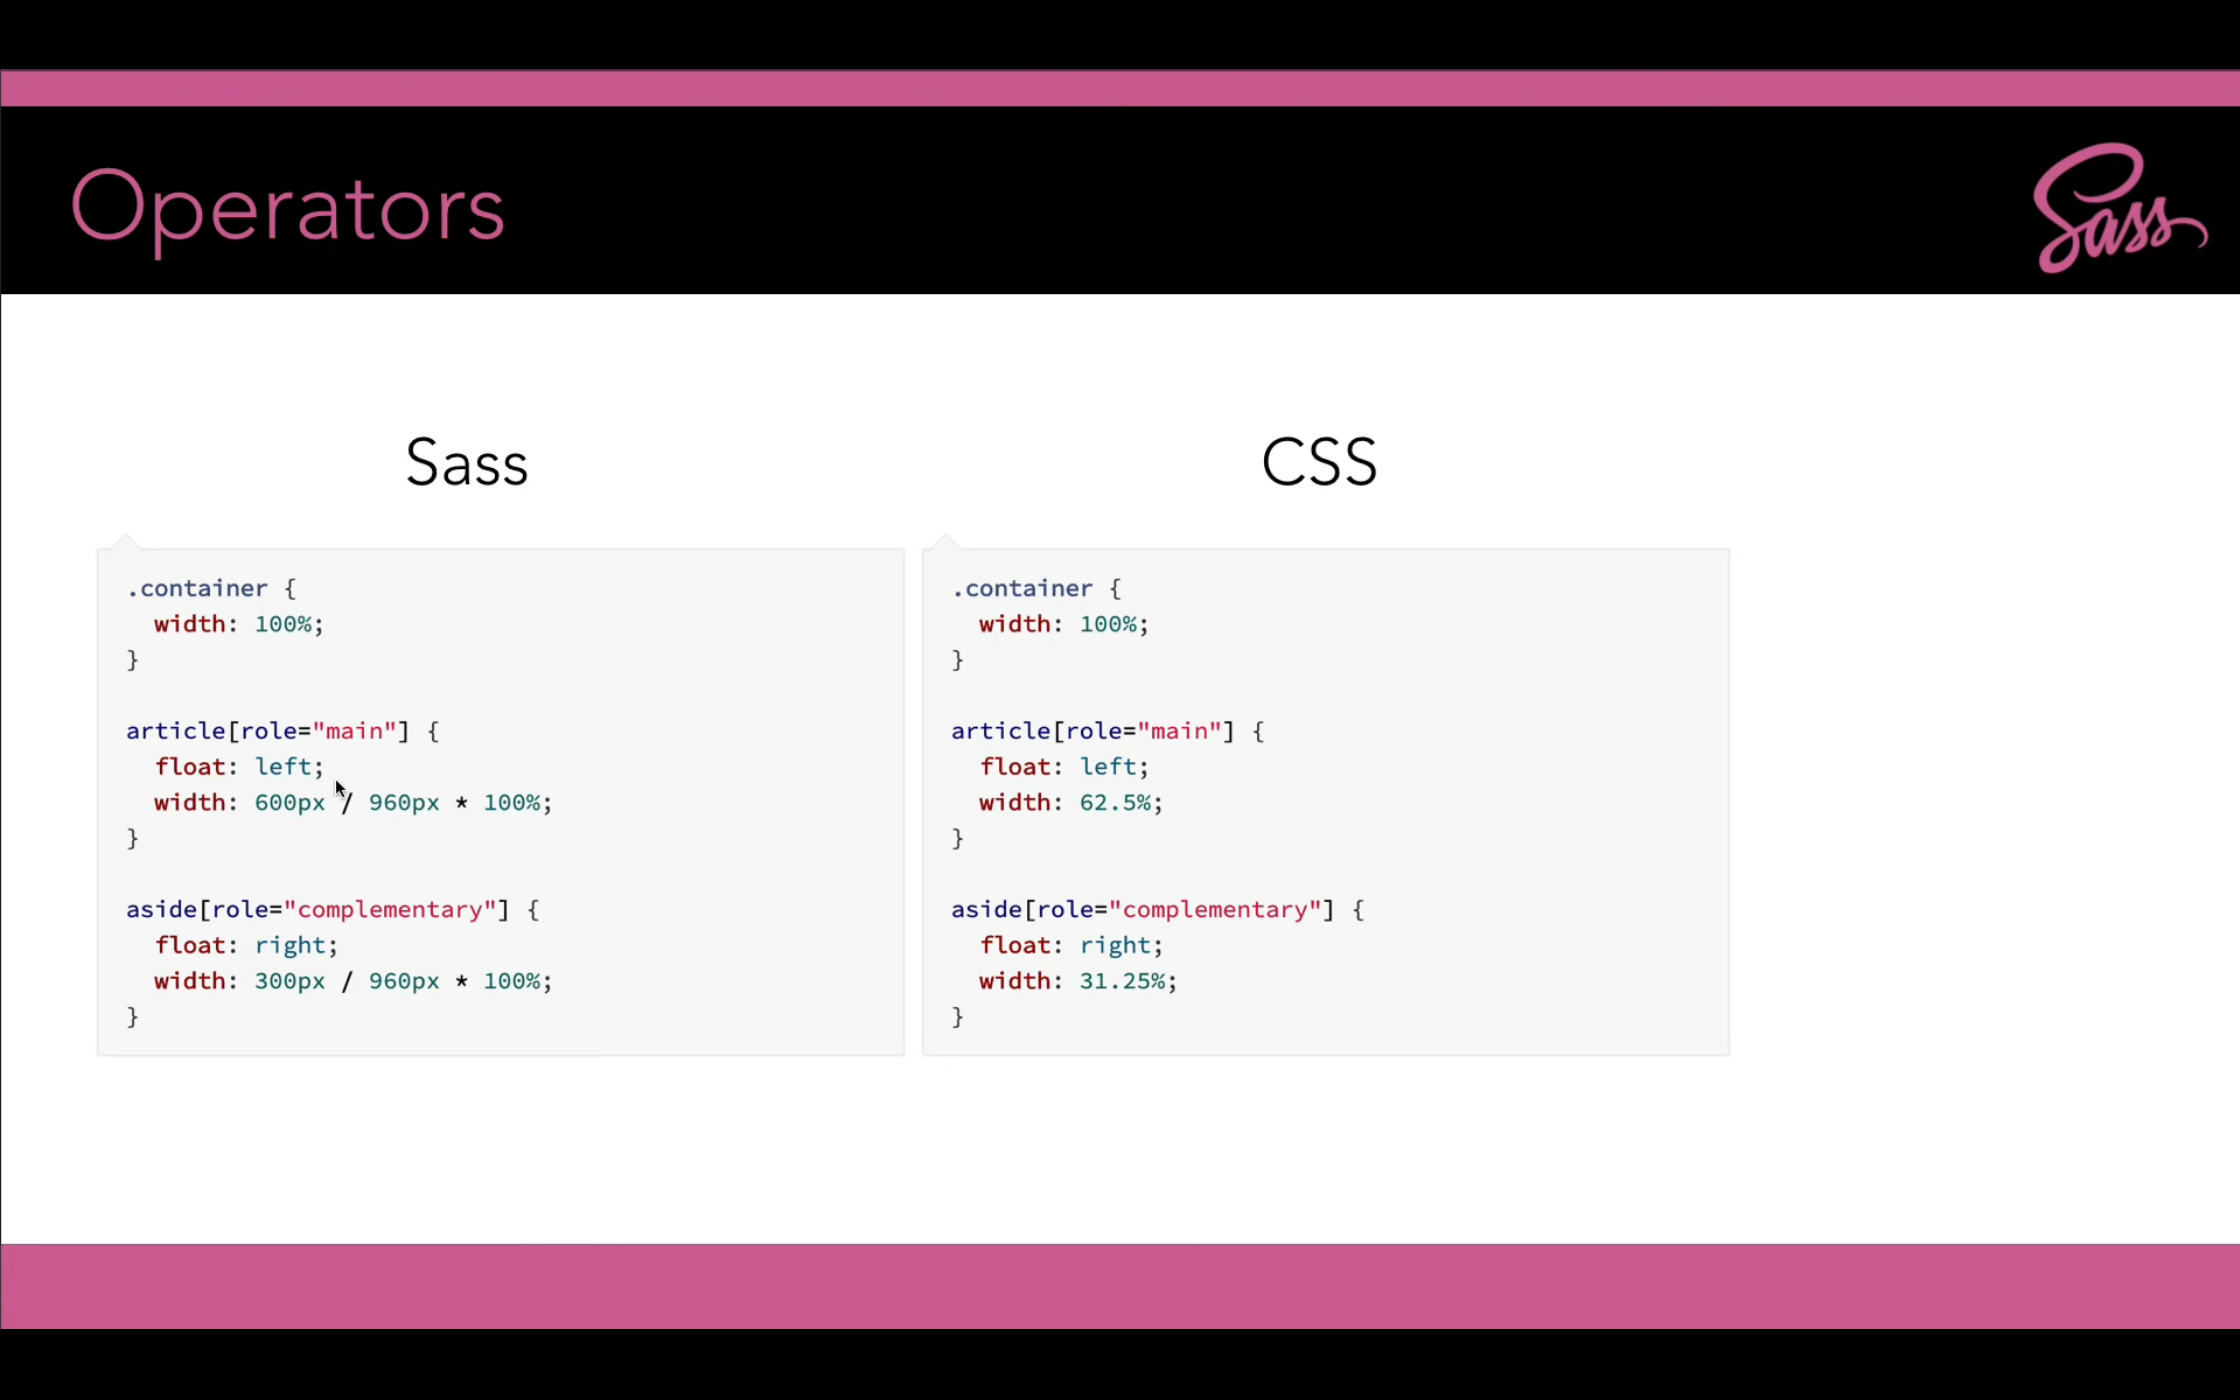 Operators
Sass
Sass
CSS
.container {
  width: 100%;
}

article[role="main"] {
  float: left;
  width: 600px / 960px * 100%;
}

aside[role="complementary"] {
  float: right;
  width: 300px / 960px * 100%;
}
.container {
  width: 100%;
}

article[role="main"] {
  float: left;
  width: 62.5%;
}

aside[role="complementary"] {
  float: right;
  width: 31.25%;
}